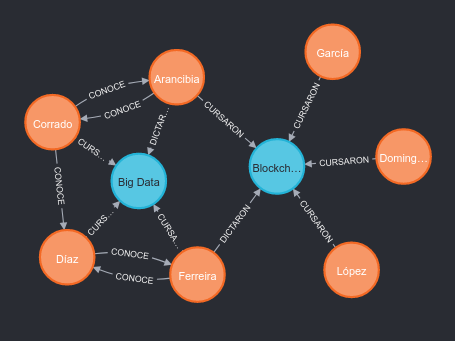 García
Arancibia
CONOCE
CONOCE
Corrado
CURSARON
CURSARON
DICTAR...
CURS...
Doming...
CURSARON
Blockch...
Big Data
CONOCE
CURS...
CURSA...
DICTARON
CURSARON
Díaz
CONOCE
CONOCE
Ferreira
López